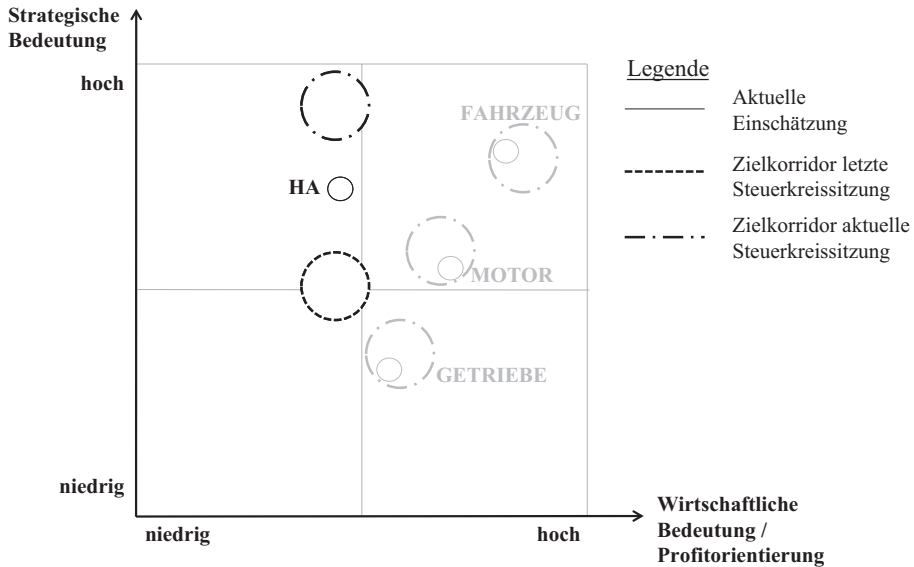 Strategische
Bedeutung
hoch
FAHRZEUG
HA
MOTOR
GETRIEBE
niedrig
niedrig
hoch
Wirtschaftliche
Bedeutung /
Profitorientierung
Legende
Aktuelle
Einschätzung
Zielkorridor letzte
Steuerkreissitzung
Zielkorridor aktuelle
Steuerkreissitzung